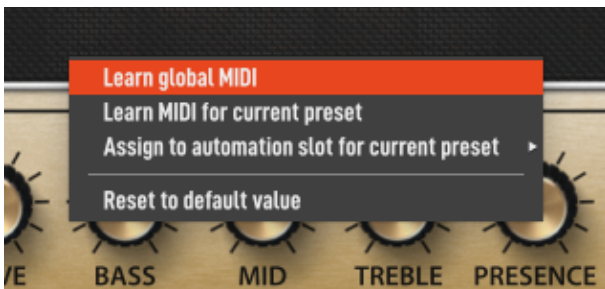 Learn global MIDI
Learn MIDI for current preset
Assign to automation slot for current preset
Reset to default value
BASS MID TREBLE PRESENCE